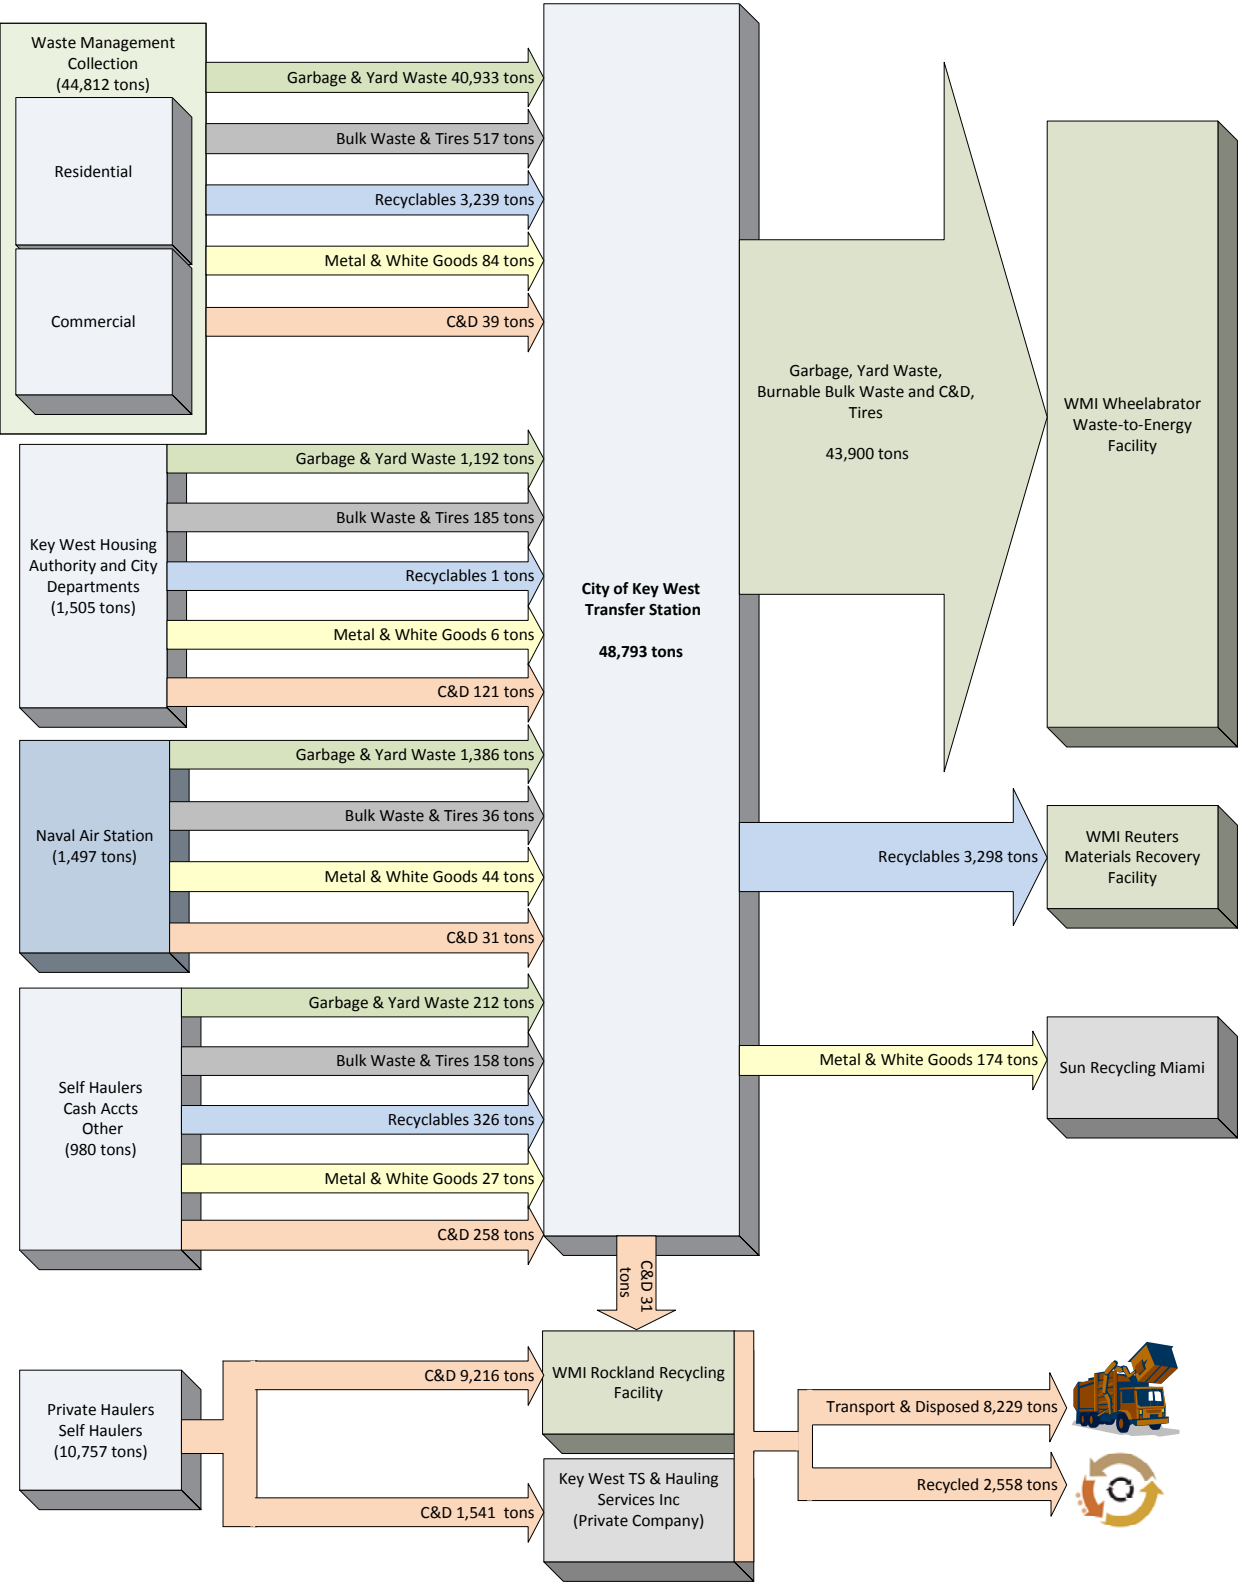 Waste Management
Collection
(44,812 tons)
Residential
Commercial
Garbage & Yard Waste 40,933 tons
Bulk Waste & Tires 517 tons
Recyclables 3,239 tons
Metal & White Goods 84 tons
C&D 39 tons
Key West Housing
Authority and City
Departments
(1,505 tons)
Garbage & Yard Waste 1,192 tons
Bulk Waste & Tires 185 tons
Recyclables 1 tons
Metal & White Goods 6 tons
C&D 121 tons
Naval Air Station
(1,497 tons)
Garbage & Yard Waste 1,386 tons
Bulk Waste & Tires 36 tons
Metal & White Goods 44 tons
C&D 31 tons
Self Haulers
Cash Accts
Other
(980 tons)
Garbage & Yard Waste 212 tons
Bulk Waste & Tires 158 tons
Recyclables 326 tons
Metal & White Goods 27 tons
C&D 258 tons
City of Key West
Transfer Station
48,793 tons
Garbage, Yard Waste,
Burnable Bulk Waste and C&D,
Tires
43,900 tons
WMI Wheelabrator
Waste-to-Energy
Facility
Recyclables 3,298 tons
WMI Reuters
Materials Recovery
Facility
Metal & White Goods 174 tons
Sun Recycling Miami
C&D 31
tons
Private Haulers
Self Haulers
(10,757 tons)
C&D 9,216 tons
C&D 1,541 tons
WMI Rockland Recycling
Facility
Key West TS & Hauling
Services Inc
(Private Company)
Transport & Disposed 8,229 tons
Recycled 2,558 tons